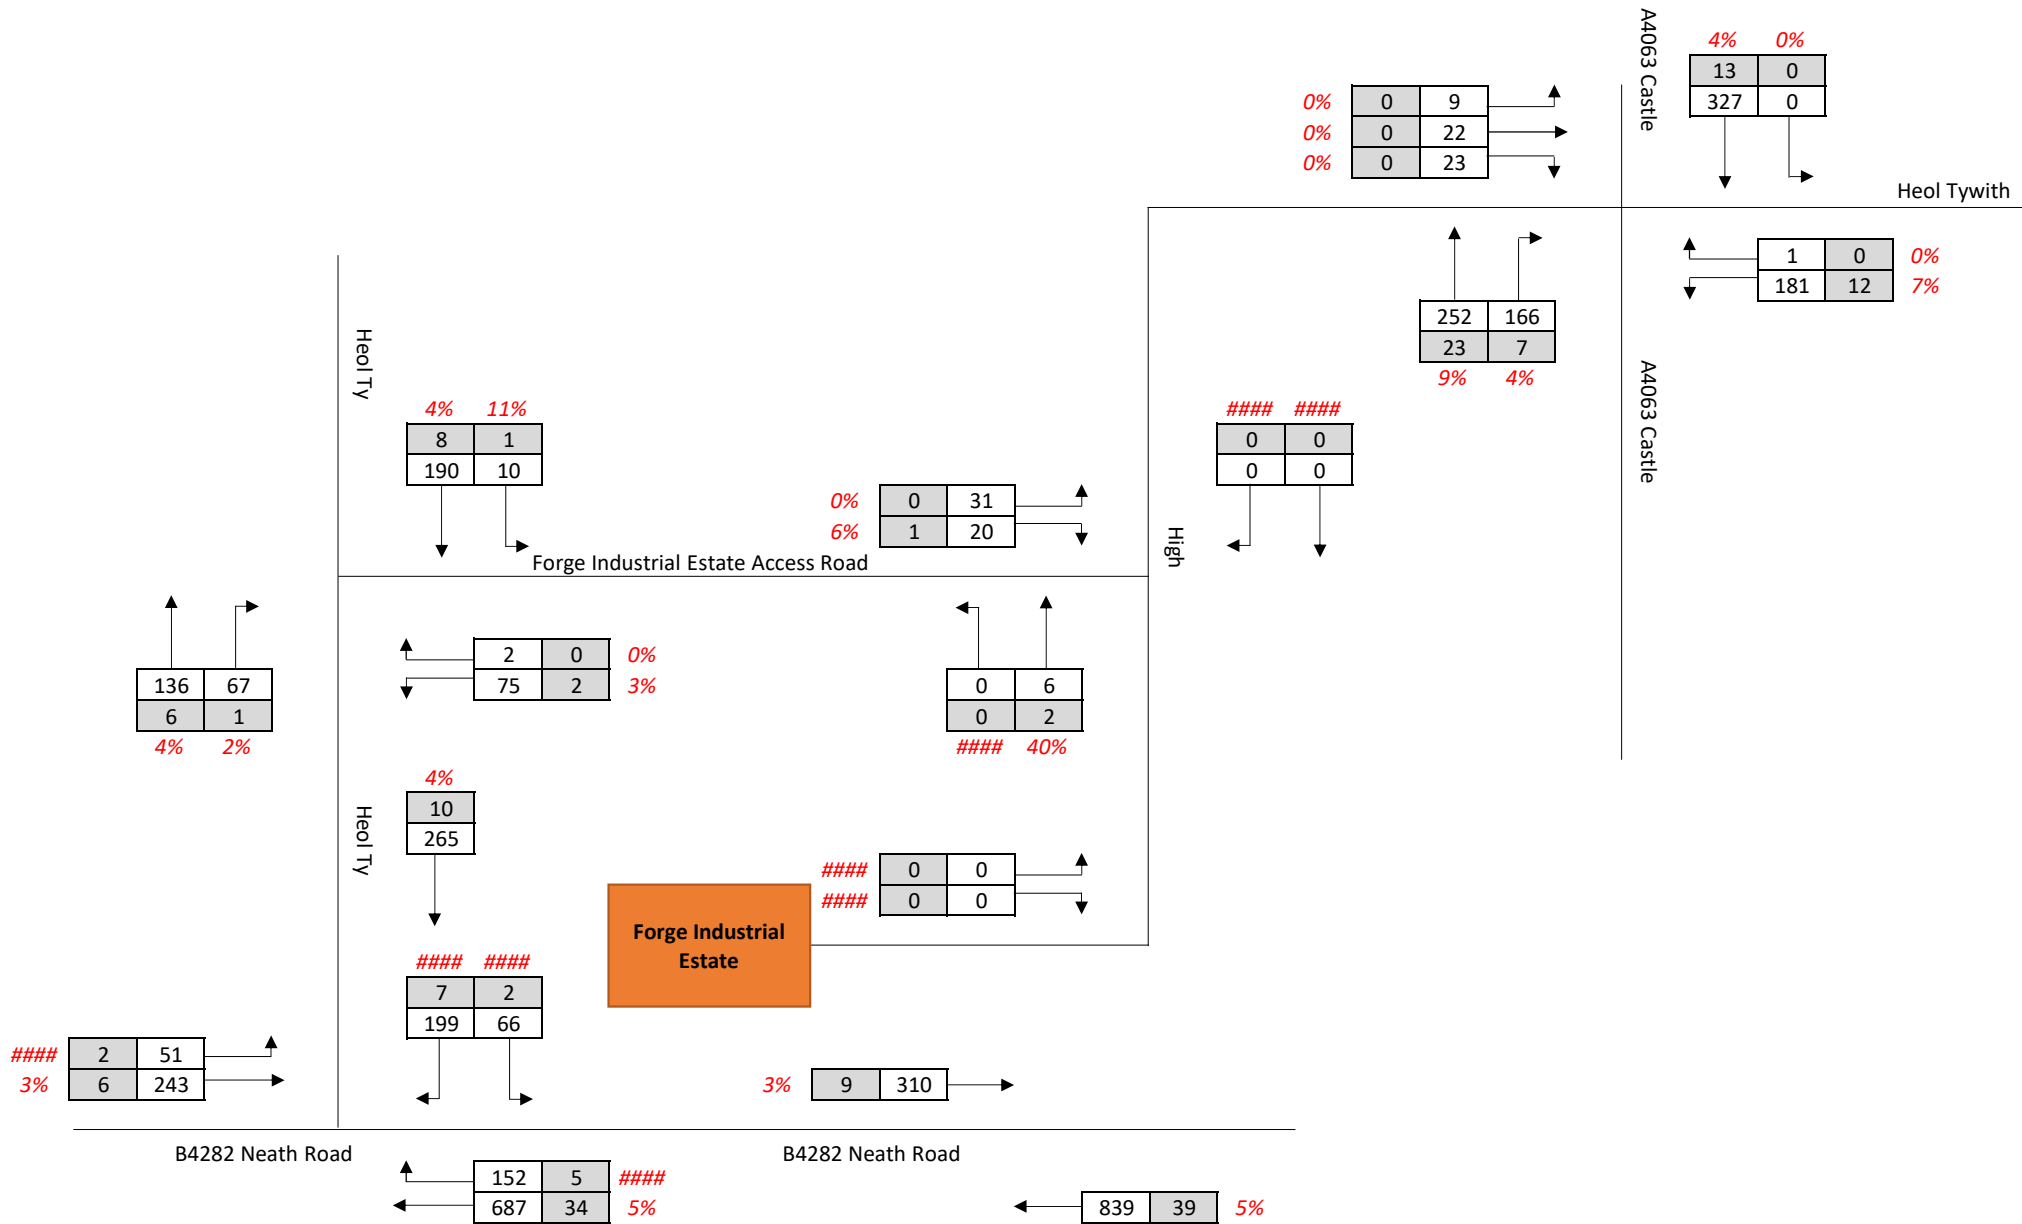 A4063 Castle
4% 0%
13 0
327 0
0% 0 9
0% 0 22
0% 0 23
Heol Tywith
1 0 0%
181 12 7%
252 166
23 7
9% 4%
A4063 Castle
Heol Ty
4% 11%
8 1
190 10
#### ####
0 0
0 0
0% 0 31
6% 1 20
High
Forge Industrial Estate Access Road
2 0 0%
75 2 3%
136 67
6 1
4% 2%
0 6
0 2
#### 40%
4%
10
265
Heol Ty
#### 0 0
#### 0 0
Forge Industrial
Estate
#### ####
7 2
199 66
#### 2 51
3% 6 243
3% 9 310
B4282 Neath Road
B4282 Neath Road
152 5 ####
687 34 5%
839 39 5%